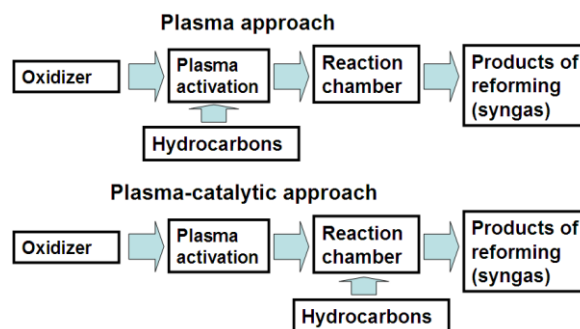 Plasma approach
Oxidizer
Plasma
activation
Reaction
chamber
Products of
reforming
(syngas)
Hydrocarbons
Plasma-catalytic approach
Oxidizer
Plasma
activation
Reaction
chamber
Products of
reforming
(syngas)
Hydrocarbons